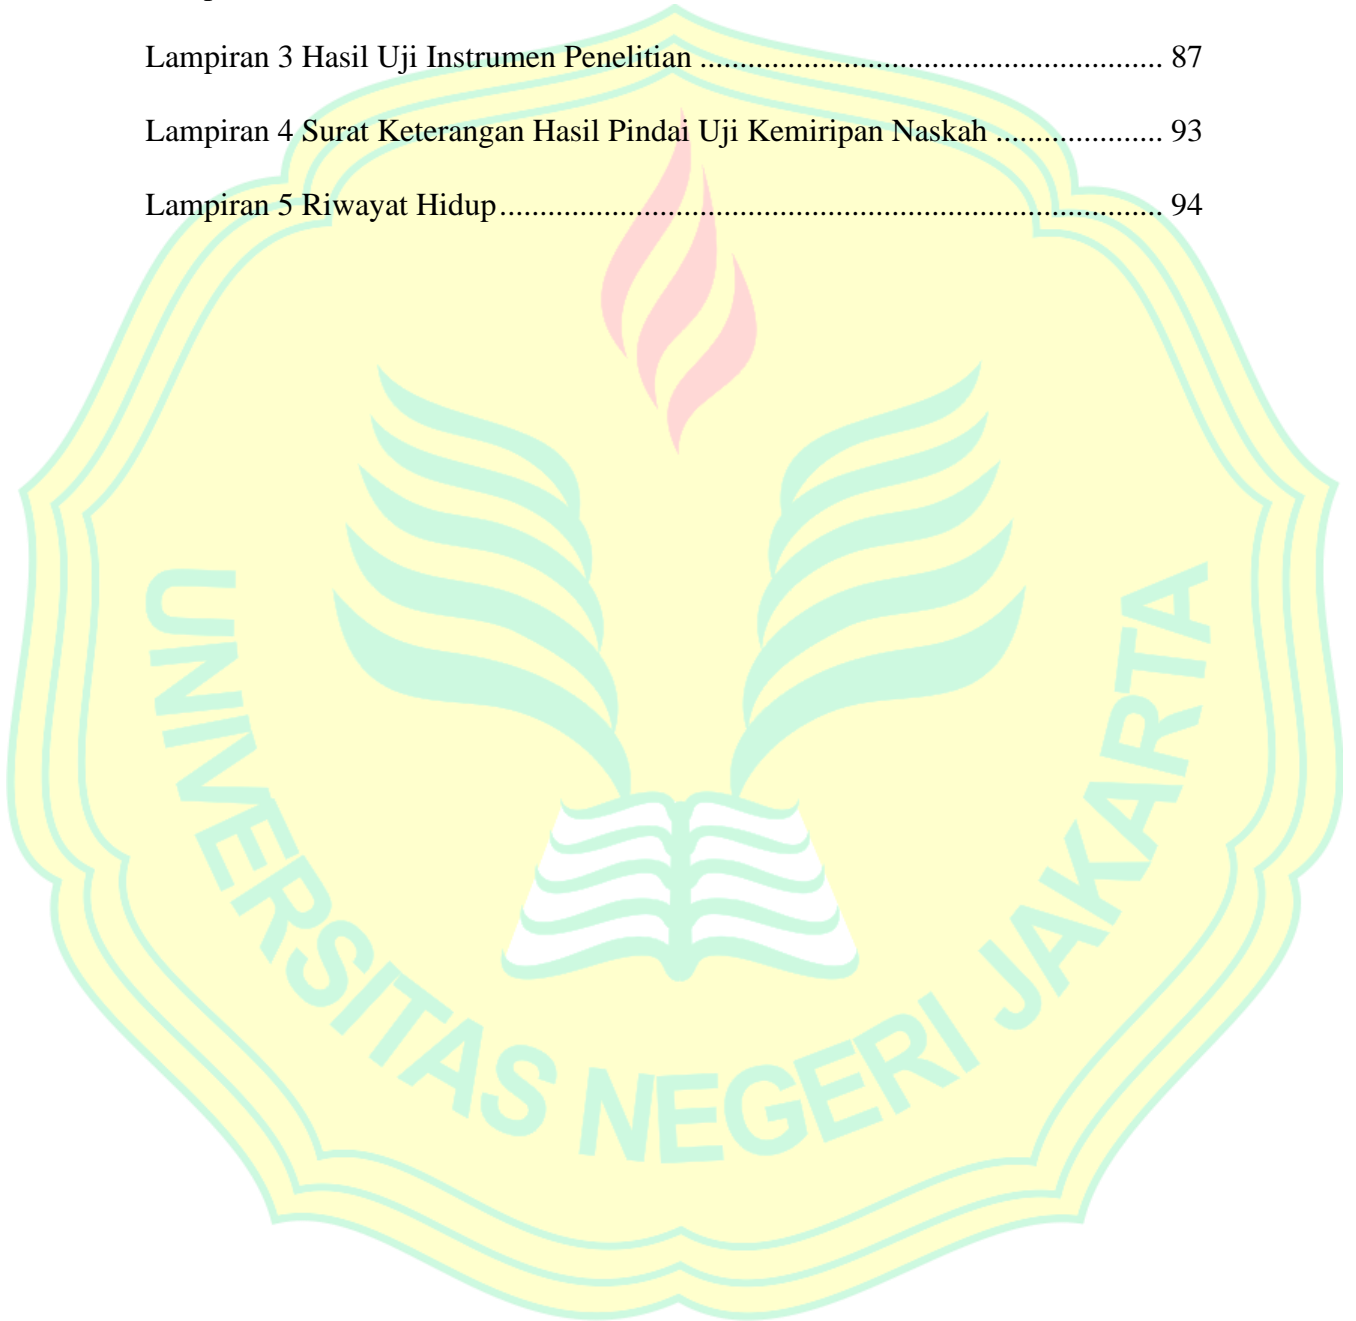 Lampiran 3 Hasil Uji Instrumen Penelitian .......................................................... 87
Lampiran 4 Surat Keterangan Hasil Pindai Uji Kemiripan Naskah ..................... 93
Lampiran 5 Riwayat Hidup................................................................................... 94
UNIVERSITAS NEGERI JAKARTA